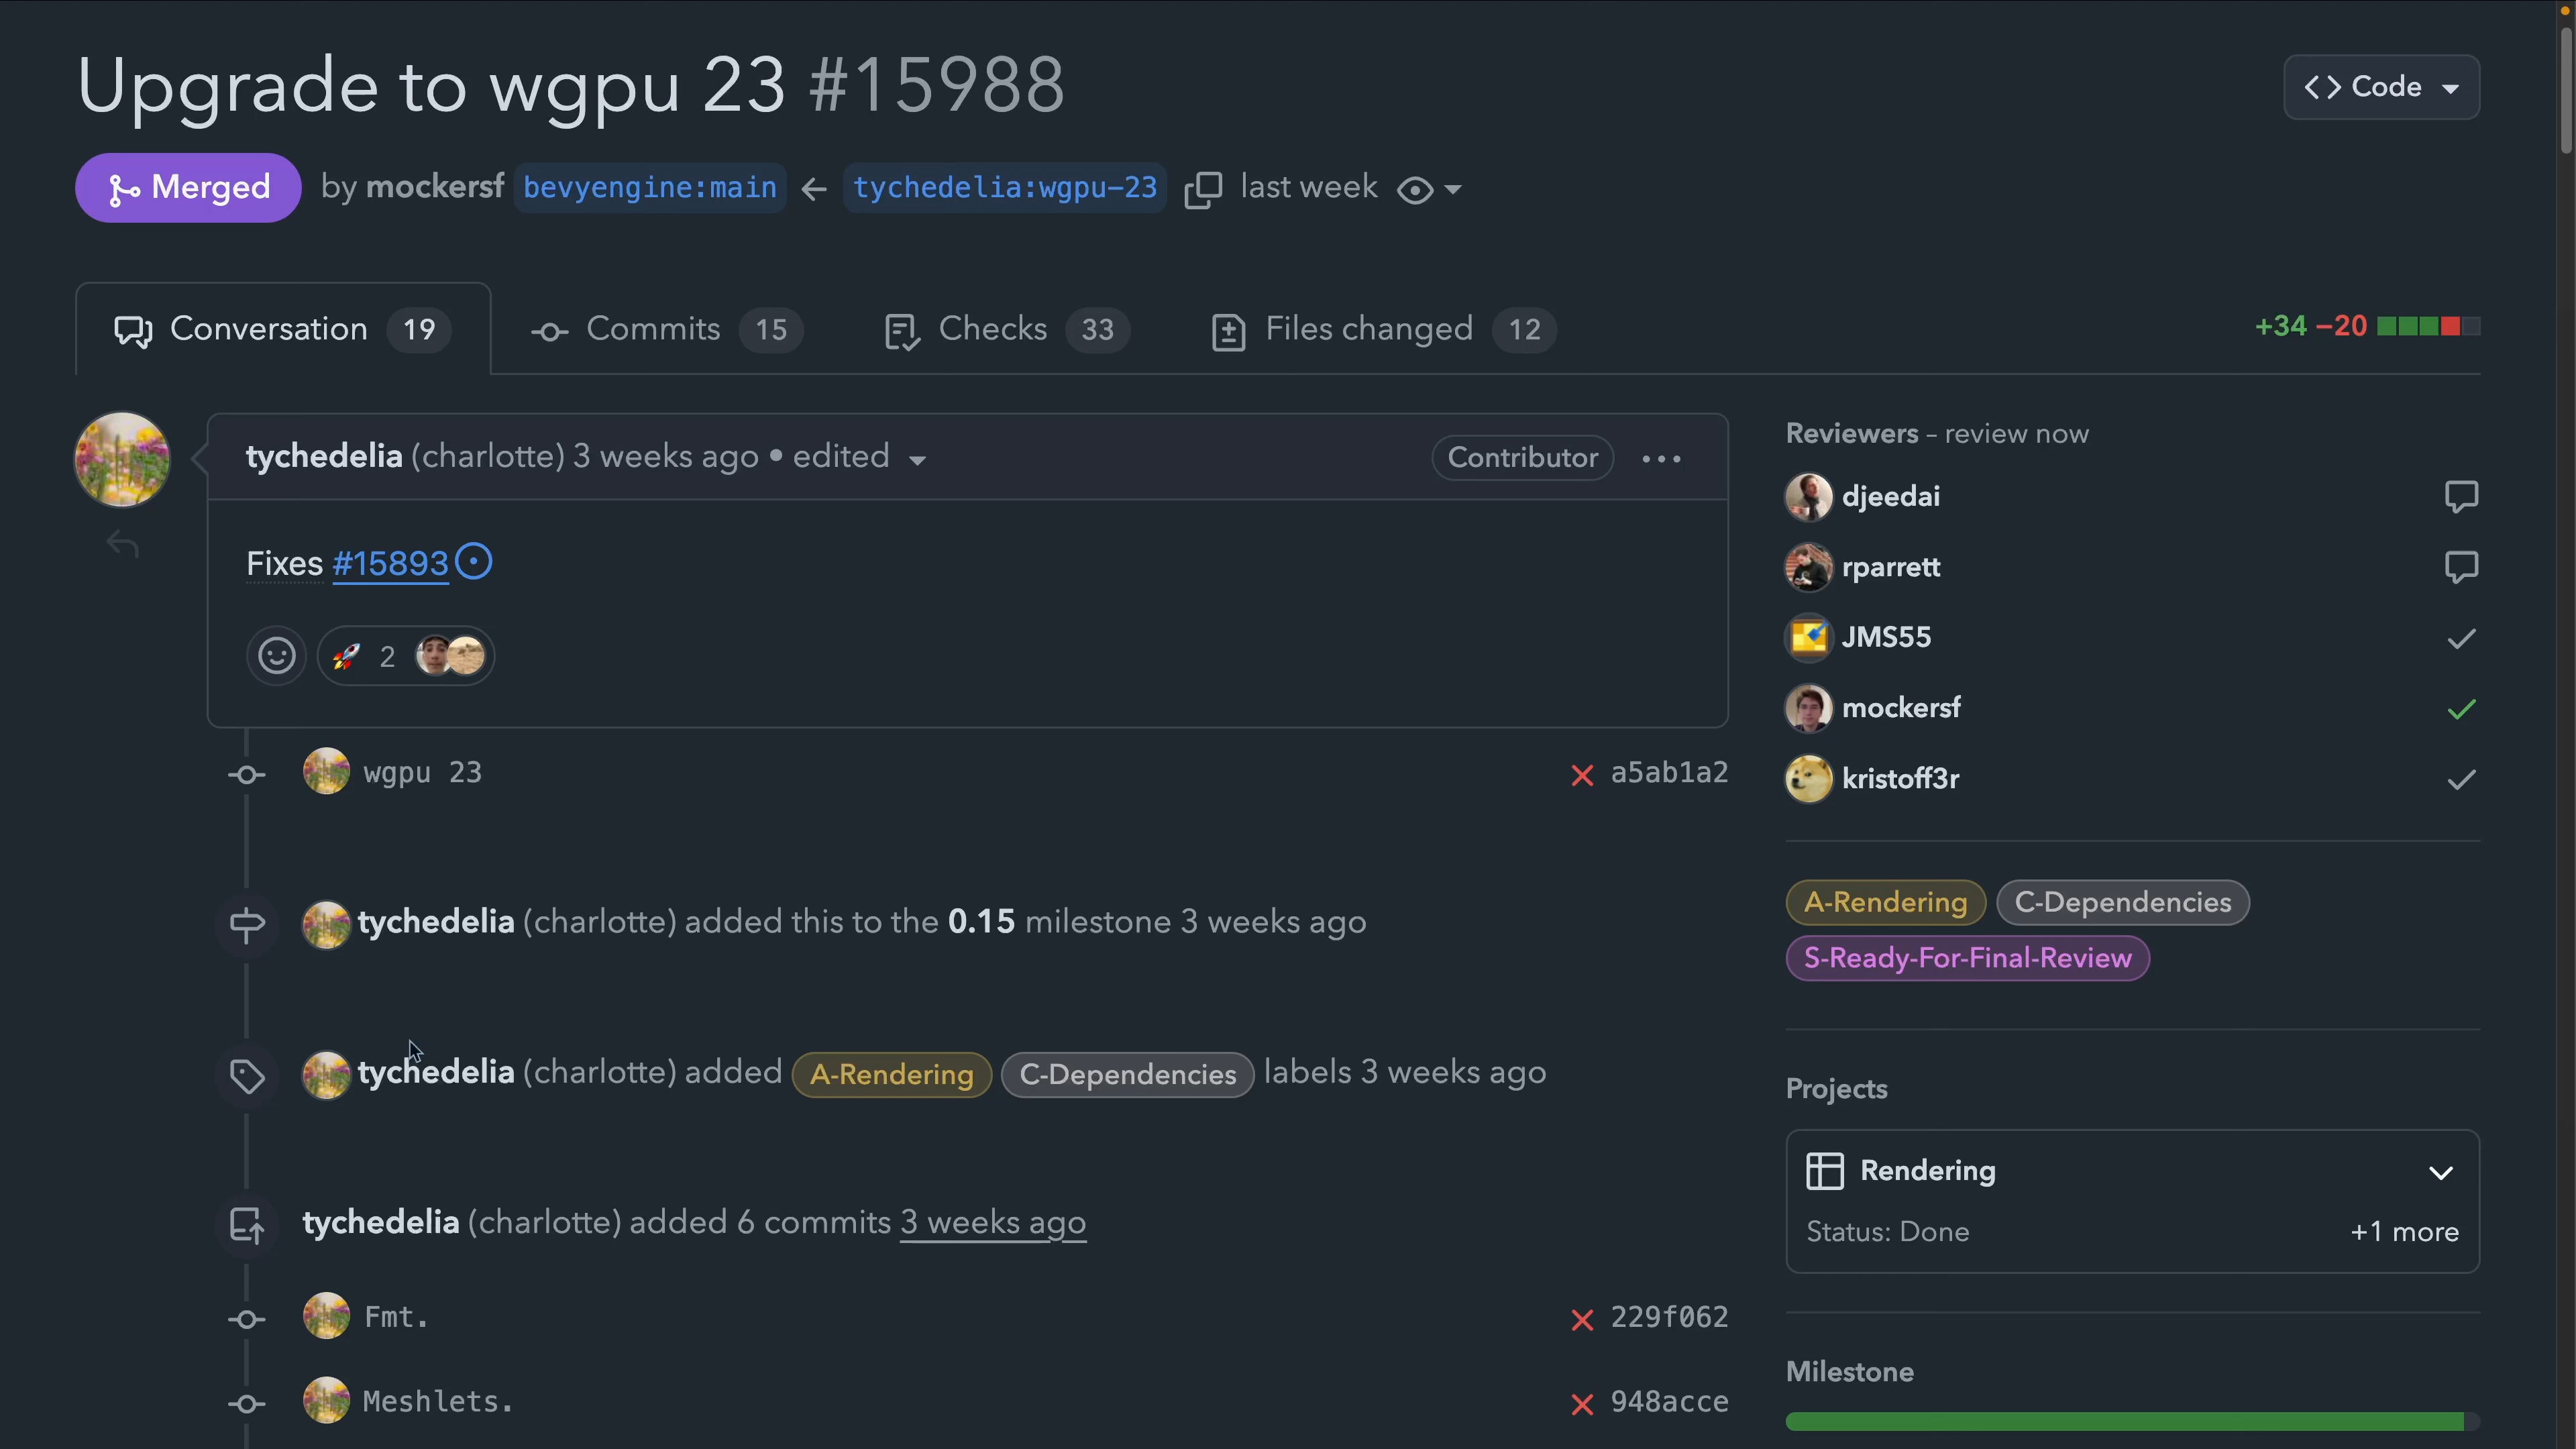 Upgrade to wgpu 23 #15988
Code
Merged by mockersf bevyengine:main ← tychedelia:wgpu-23 last week
Conversation 19 Commits 15 Checks 33 Files changed 12
+34 −20
tychedelia (charlotte) 3 weeks ago • edited
Contributor
Fixes #15893
🚀 2
wgpu 23
a5ab1a2
tychedelia (charlotte) added this to the 0.15 milestone 3 weeks ago
tychedelia (charlotte) added A-Rendering C-Dependencies labels 3 weeks ago
tychedelia (charlotte) added 6 commits 3 weeks ago
Fmt.
229f062
Meshlets.
948acce
Reviewers – review now
djeedai
rparrett
JMS55
mockersf
kristoff3r
A-Rendering C-Dependencies
S-Ready-For-Final-Review
Projects
Rendering
Status: Done +1 more
Milestone